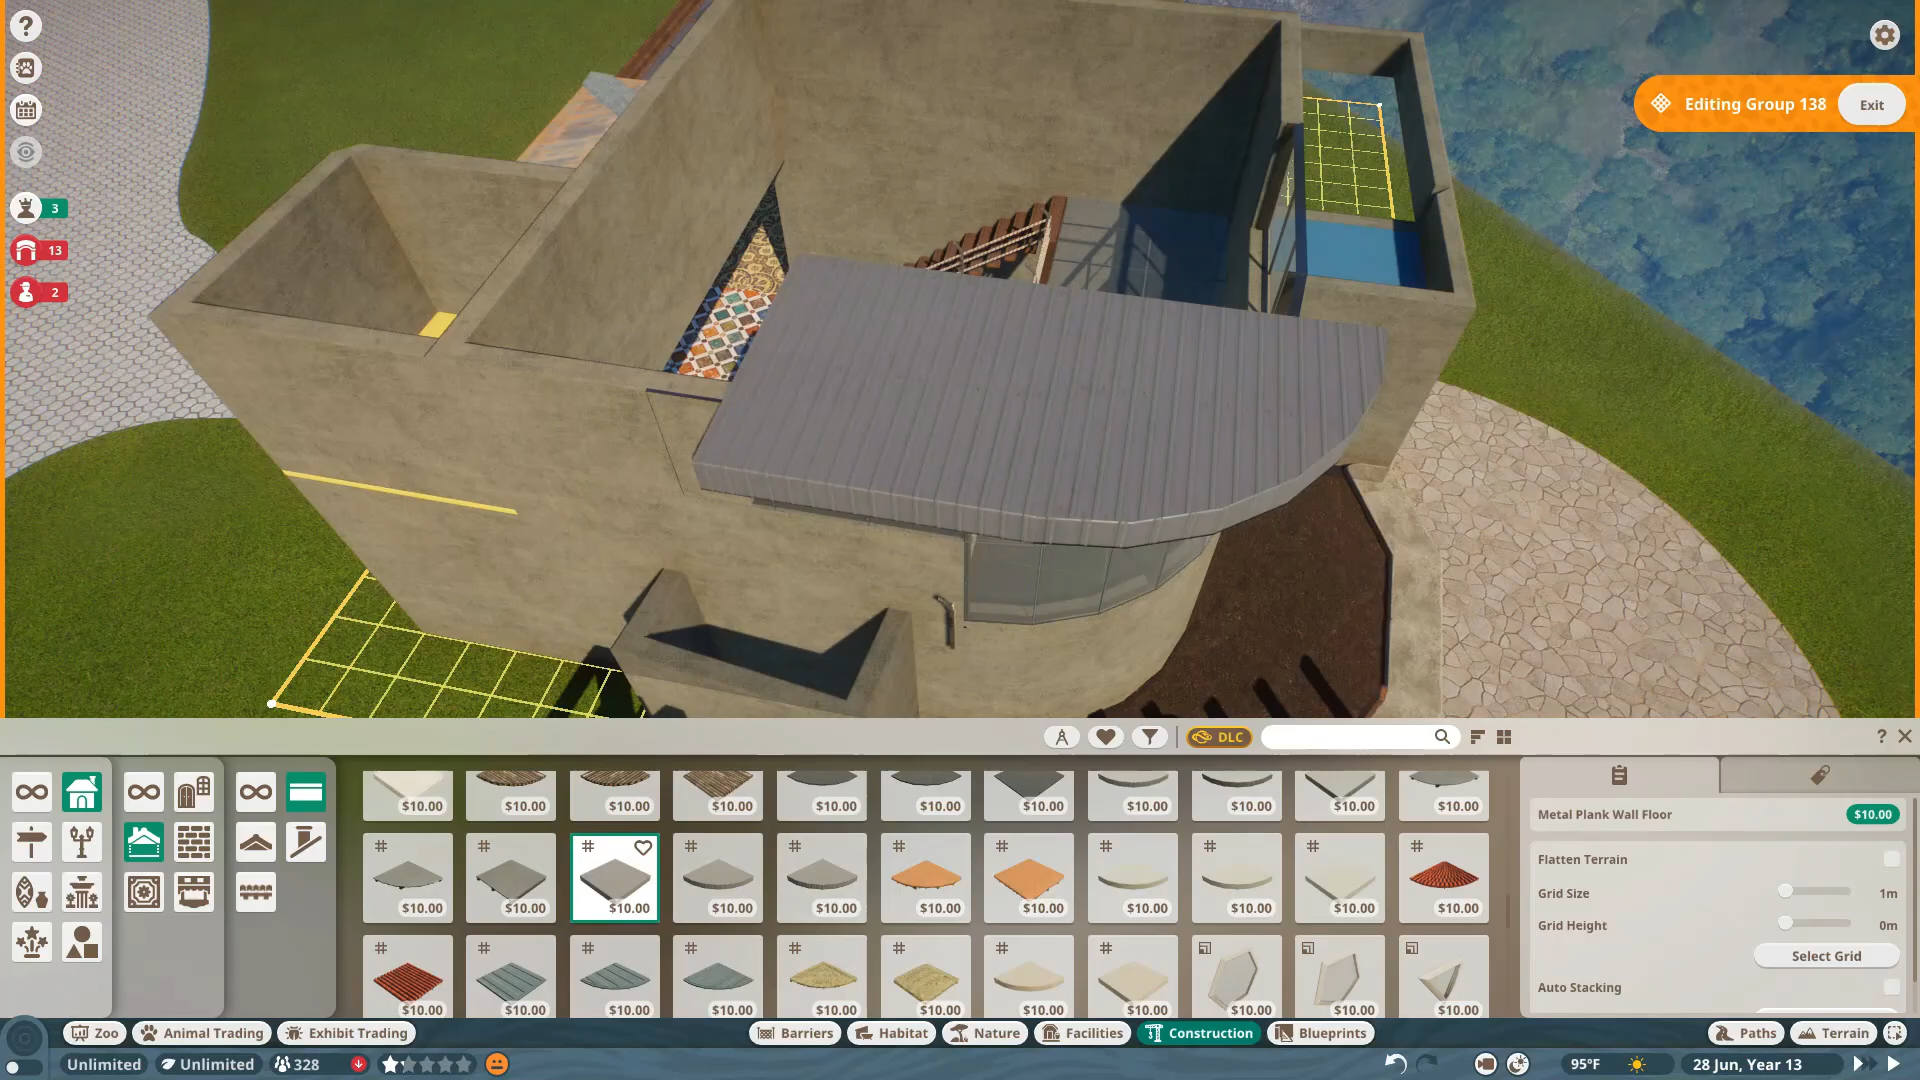 Editing Group 138
Exit
3
13
2
DLC
$10.00 $10.00 $10.00 $10.00 $10.00 $10.00 $10.00 $10.00 $10.00 $10.00 $10.00
$10.00 $10.00 $10.00 $10.00 $10.00 $10.00 $10.00 $10.00 $10.00 $10.00 $10.00
$10.00 $10.00 $10.00 $10.00 $10.00 $10.00 $10.00 $10.00 $10.00 $10.00 $10.00
Metal Plank Wall Floor $10.00
Flatten Terrain
Grid Size 1m
Grid Height 0m
Select Grid
Auto Stacking
Zoo Animal Trading Exhibit Trading Barriers Habitat Nature Facilities Construction Blueprints Paths Terrain
Unlimited Unlimited 328 95°F 28 Jun, Year 13